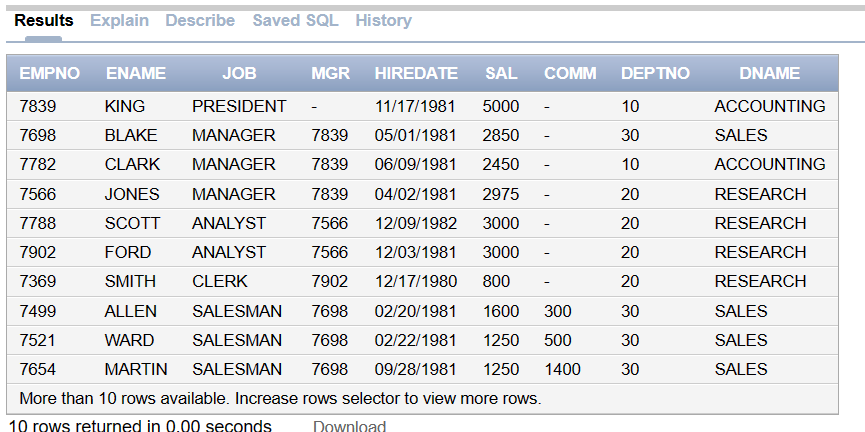 Results Explain Describe Saved SQL History
EMPNO ENAME JOB MGR HIREDATE SAL COMM DEPTNO DNAME
7839 KING PRESIDENT - 11/17/1981 5000 - 10 ACCOUNTING
7698 BLAKE MANAGER 7839 05/01/1981 2850 - 30 SALES
7782 CLARK MANAGER 7839 06/09/1981 2450 - 10 ACCOUNTING
7566 JONES MANAGER 7839 04/02/1981 2975 - 20 RESEARCH
7788 SCOTT ANALYST 7566 12/09/1982 3000 - 20 RESEARCH
7902 FORD ANALYST 7566 12/03/1981 3000 - 20 RESEARCH
7369 SMITH CLERK 7902 12/17/1980 800 - 20 RESEARCH
7499 ALLEN SALESMAN 7698 02/20/1981 1600 300 30 SALES
7521 WARD SALESMAN 7698 02/22/1981 1250 500 30 SALES
7654 MARTIN SALESMAN 7698 09/28/1981 1250 1400 30 SALES
More than 10 rows available. Increase rows selector to view more rows.
10 rows returned in 0.00 seconds Download